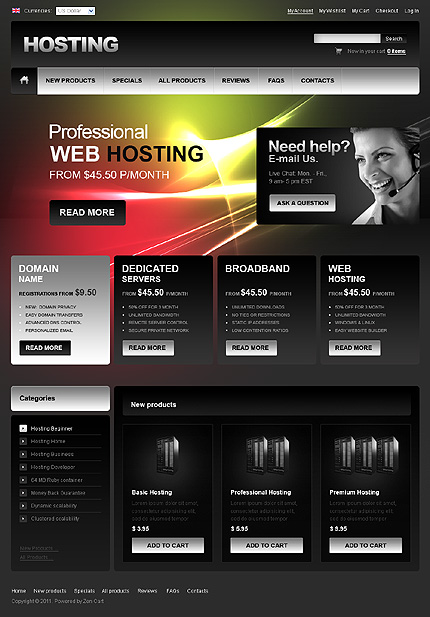 Currencies: US Dollar
My Account My Wishlist My Cart Checkout Log In
HOSTING
Search
Now in your cart 0 items
NEW PRODUCTS SPECIALS ALL PRODUCTS REVIEWS FAQS CONTACTS
Professional
WEB HOSTING
FROM $45.50 P/MONTH
READ MORE
Need help?
E-mail Us.
Live Chat: Mon. - Fri.,
9 am- 5 pm EST
ASK A QUESTION
DOMAIN
NAME
REGISTRATIONS FROM $9.50
NEW! DOMAIN PRIVACY
EASY DOMAIN TRANSFERS
ADVANCED DNS CONTROL
PERSONALIZED EMAIL
READ MORE
DEDICATED
SERVERS
FROM $45.50 P/MONTH
50% OFF FOR 3 MONTH
UNLIMITED BANDWIDTH
REMOTE SERVER CONTROL
SECURE PRIVATE NETWORK
READ MORE
BROADBAND
FROM $45.50 P/MONTH
UNLIMITED DOWNLOADS
NO TIES OR RESTRICTIONS
STATIC IP ADDRESSES
LOW CONTENTION RATIOS
READ MORE
WEB
HOSTING
FROM $45.50 P/MONTH
50% OFF FOR 3 MONTH
UNLIMITED BANDWIDTH
WINDOWS & LINUX
EASY WEBSITE BUILDER
READ MORE
Categories
Hosting Beginner
Hosting Home
Hosting Business
Hosting Developer
64 MB Ruby container
Money Back Guarantee
Dynamic scalability
Clustered scalability
New Products ...
All Products ...
New products
Basic Hosting
Lorem ipsum dolor sit amet,
consectetur adipisicing elit,
sed do eiusmod tempor
$ 3.95
ADD TO CART
Professional Hosting
Lorem ipsum dolor sit amet,
consectetur adipisicing elit,
sed do eiusmod tempor
$ 5.95
ADD TO CART
Premium Hosting
Lorem ipsum dolor sit amet,
consectetur adipisicing elit,
sed do eiusmod tempor
$ 8.95
ADD TO CART
Home New products Specials All products Reviews FAQs Contacts
Copyright © 2011. Powered by Zen Cart